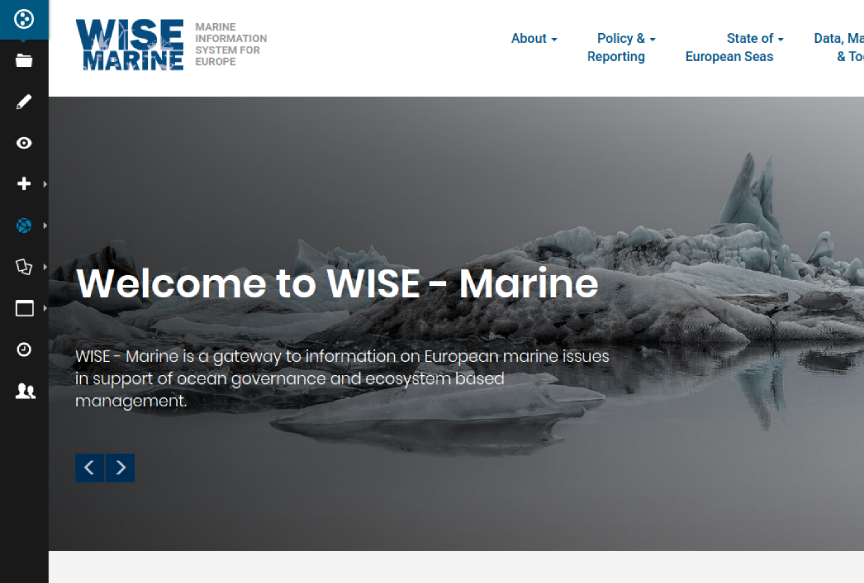 WISE
MARINE
MARINE
INFORMATION
SYSTEM FOR
EUROPE
About
Policy &
Reporting
State of
European Seas
Data, Ma
& To
Welcome to WISE - Marine
WISE - Marine is a gateway to information on European marine issues
in support of ocean governance and ecosystem based
management.